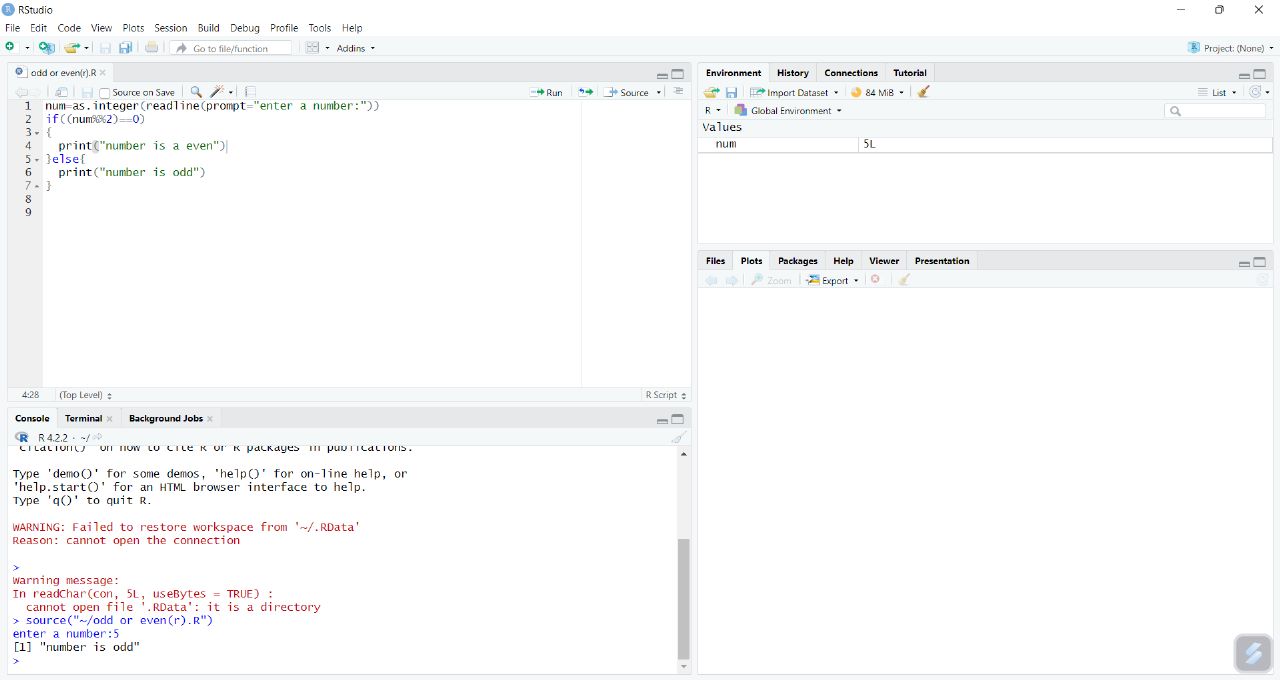 RStudio
File Edit Code View Plots Session Build Debug Profile Tools Help
Go to file/function Addins Project: (None)
odd or even(r).R
Source on Save Run Source
1 num=as.integer(readline(prompt="enter a number:"))
2 if((num%%2)==0)
3 {
4 print("number is a even")
5 }else{
6 print("number is odd")
7 }
8
9
4:28 (Top Level) R Script
Console Terminal Background Jobs
R 4.2.2 · ~/
'citation()' on how to cite R or R packages in publications.
Type 'demo()' for some demos, 'help()' for on-line help, or
'help.start()' for an HTML browser interface to help.
Type 'q()' to quit R.
WARNING: Failed to restore workspace from '~/.RData'
Reason: cannot open the connection
>
Warning message:
In readChar(con, 5L, useBytes = TRUE) :
cannot open file '.RData': it is a directory
> source("~/odd or even(r).R")
enter a number:5
[1] "number is odd"
>
Environment History Connections Tutorial
Import Dataset 84 MiB List
R Global Environment
Values
num 5L
Files Plots Packages Help Viewer Presentation
Zoom Export